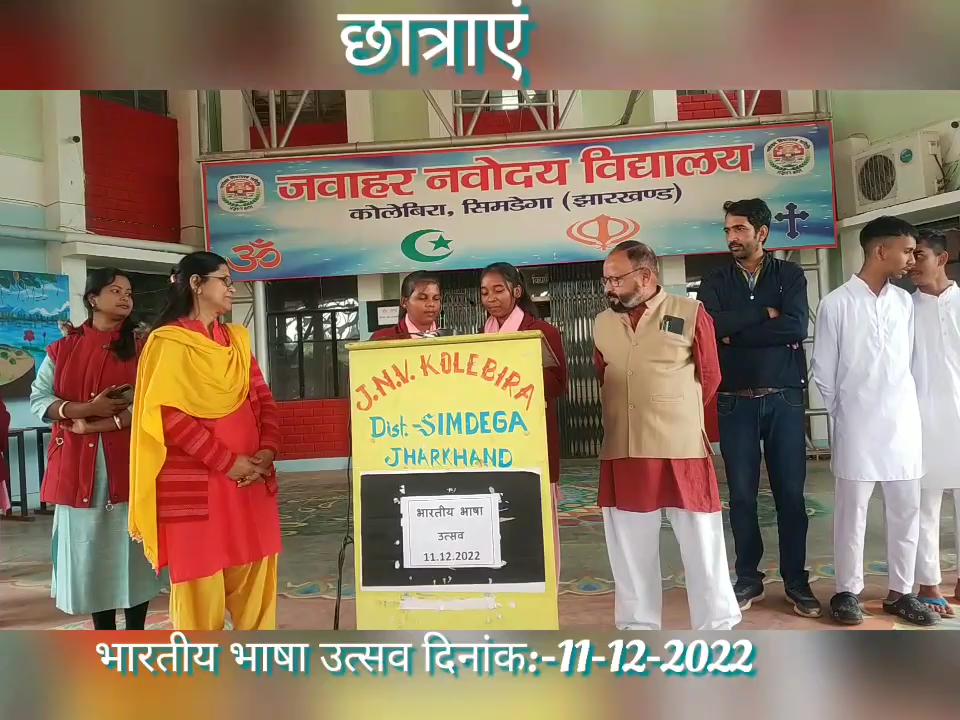 छात्राएं
जवाहर नवोदय विद्यालय
कोलेबिरा, सिमडेगा (झारखण्ड)
J.N.V. KOLEBIRA
Dist.-SIMDEGA
JHARKHAND
भारतीय भाषा
उत्सव
11.12.2022
भारतीय भाषा उत्सव दिनांक:-11-12-2022